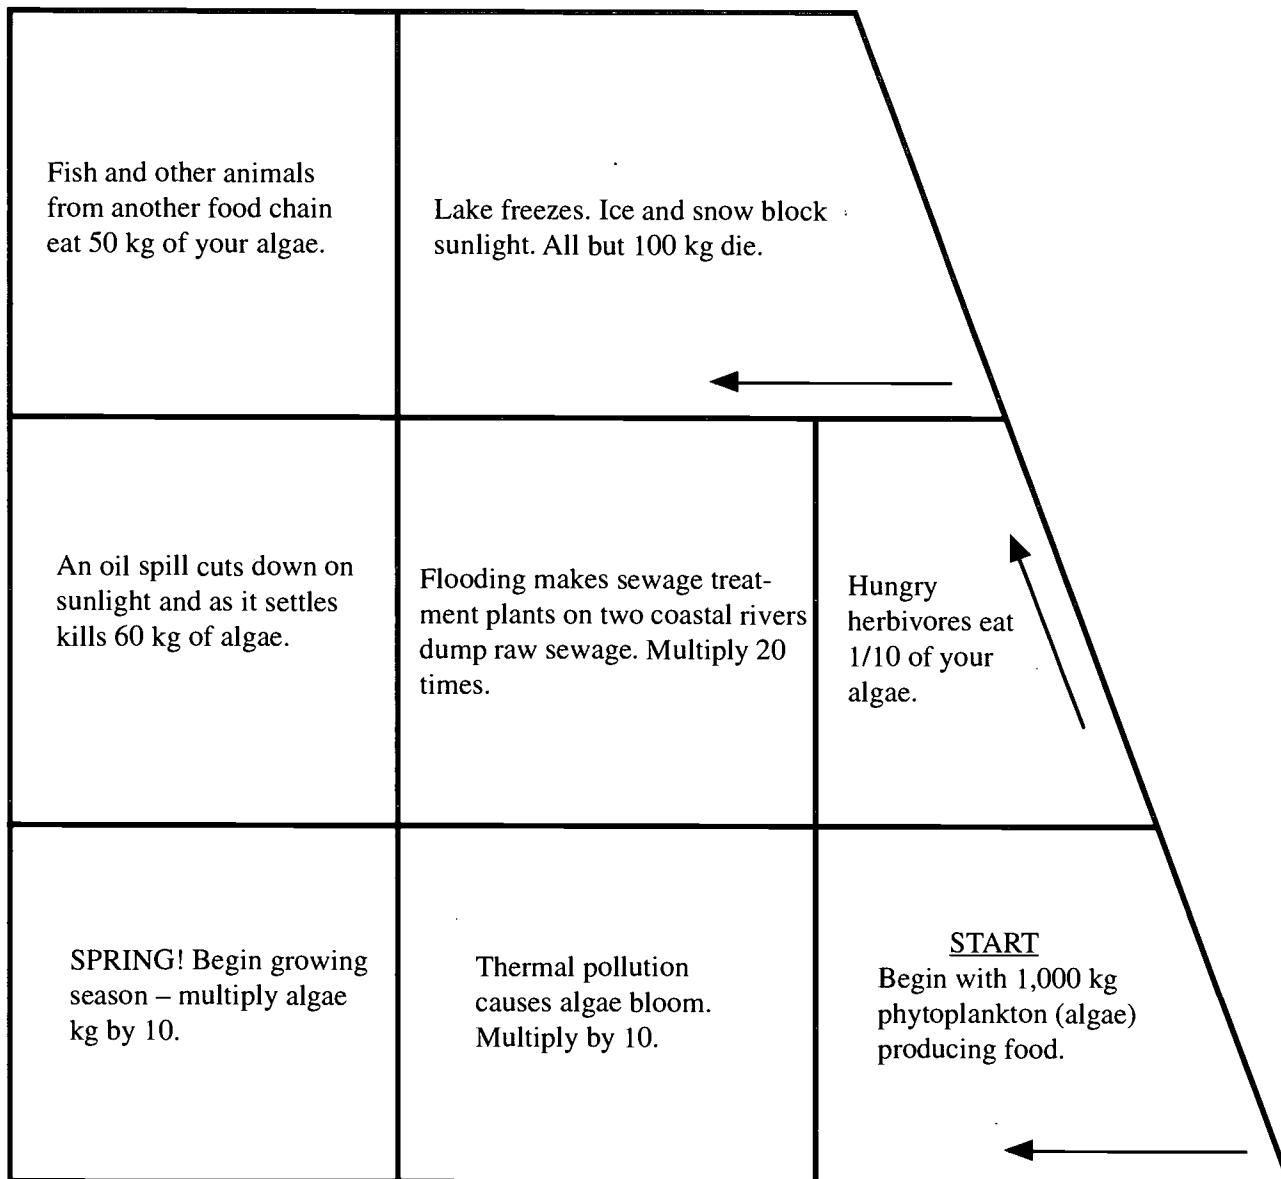 Fish and other animals
from another food chain
eat 50 kg of your algae.
Lake freezes. Ice and snow block
sunlight. All but 100 kg die.
An oil spill cuts down on
sunlight and as it settles
kills 60 kg of algae.
Flooding makes sewage treat-
ment plants on two coastal rivers
dump raw sewage. Multiply 20
times.
Hungry
herbivores eat
1/10 of your
algae.
SPRING! Begin growing
season – multiply algae
kg by 10.
Thermal pollution
causes algae bloom.
Multiply by 10.
START
Begin with 1,000 kg
phytoplankton (algae)
producing food.